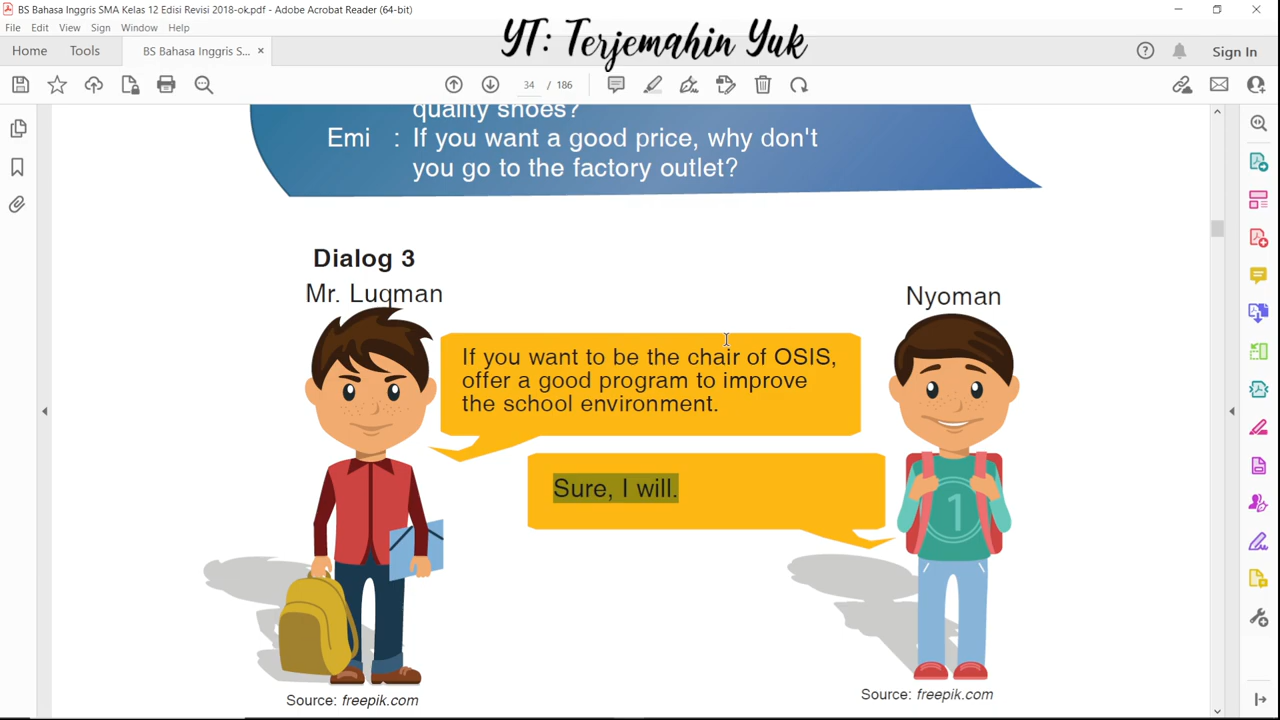 BS Bahasa Inggris SMA Kelas 12 Edisi Revisi 2018-ok.pdf - Adobe Acrobat Reader (64-bit)
File Edit View Sign Window Help
YT: Terjemahin Yuk
Home Tools BS Bahasa Inggris S... × Sign In
34 / 186
quality shoes?
Emi : If you want a good price, why don't
you go to the factory outlet?
Dialog 3
Mr. Luqman
Nyoman
If you want to be the chair of OSIS,
offer a good program to improve
the school environment.
Sure, I will.
1
Source: freepik.com
Source: freepik.com